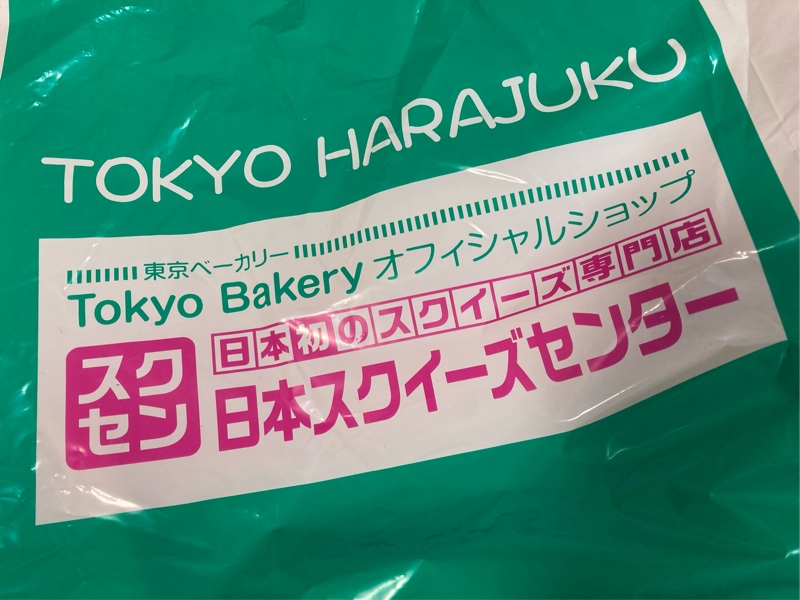 TOKYO HARAJUKU
東京ベーカリー
Tokyo Bakery オフィシャルショップ
日本初のスクイーズ専門店
スク
セン
日本スクイーズセンター